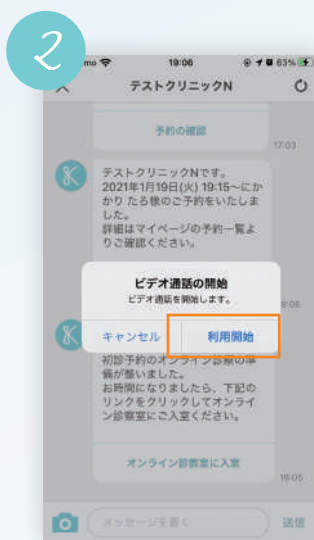 2
mo 19:06 63%
テストクリニックN
予約の確認
17:03
テストクリニックNです。
2021年1月19日(火) 19:15〜にか
かり たる様のご予約をいたしま
した。
詳細はマイページの予約一覧よ
りご確認ください。
ビデオ通話の開始
ビデオ通話を開始します。
キャンセル
利用開始
初診予約のオンライン診療の準
備が整いました。
お時間になりましたら、下記の
リンクをクリックしてオンライ
ン診察室にご入室ください。
オンライン診察室に入室
19:05
メッセージを書く
送信